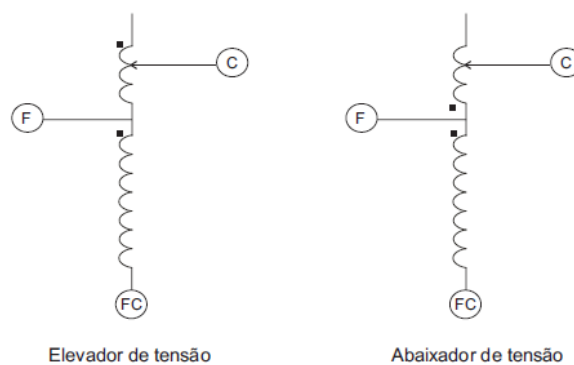 C
F
FC
Elevador de tensão
C
F
FC
Abaixador de tensão